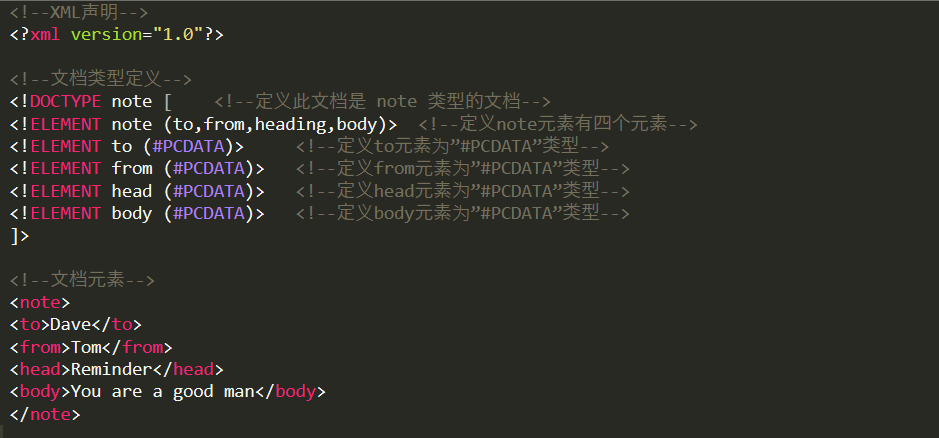 <!--XML声明-->
<?xml version="1.0"?>
<!--文档类型定义-->
<!DOCTYPE note [    <!--定义此文档是 note 类型的文档-->
<!ELEMENT note (to,from,heading,body)>  <!--定义note元素有四个元素-->
<!ELEMENT to (#PCDATA)>     <!--定义to元素为”#PCDATA”类型-->
<!ELEMENT from (#PCDATA)>   <!--定义from元素为”#PCDATA”类型-->
<!ELEMENT head (#PCDATA)>   <!--定义head元素为”#PCDATA”类型-->
<!ELEMENT body (#PCDATA)>   <!--定义body元素为”#PCDATA”类型-->
]>
<!--文档元素-->
<note>
<to>Dave</to>
<from>Tom</from>
<head>Reminder</head>
<body>You are a good man</body>
</note>